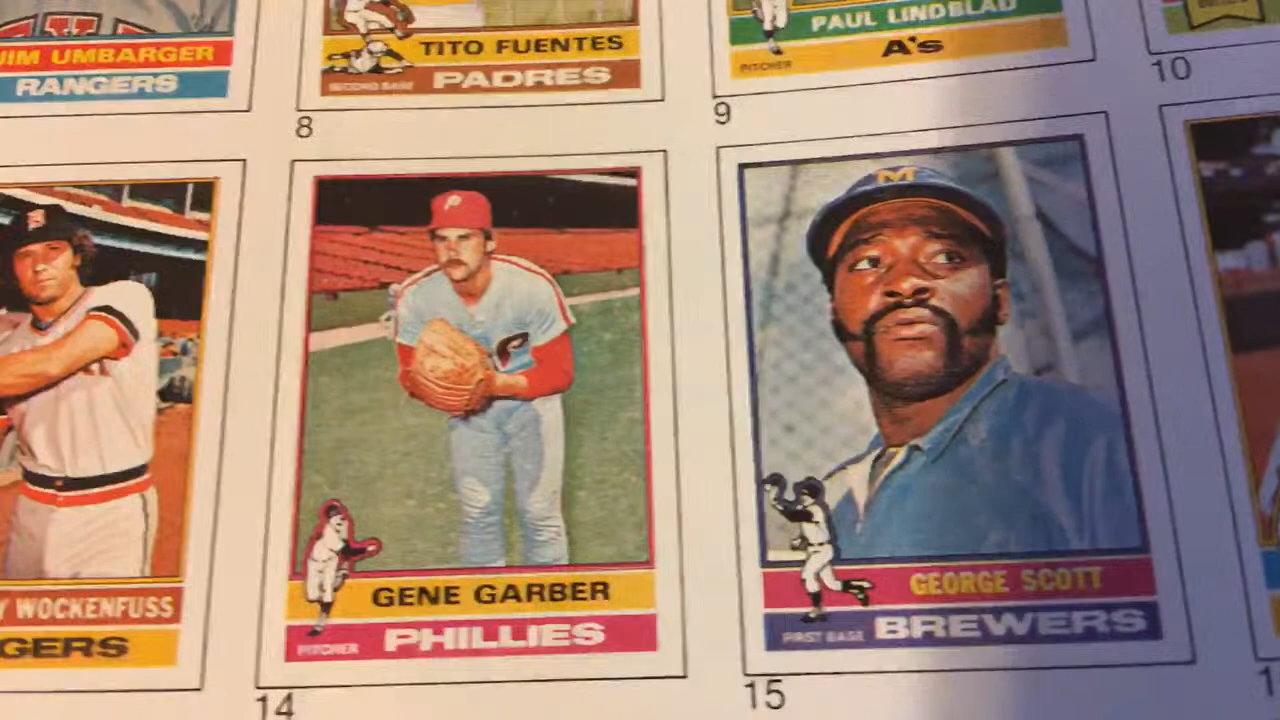 JIM UMBARGER
RANGERS
TITO FUENTES
SECOND BASE PADRES
PAUL LINDBLAD
PITCHER A's
8
9
10
M
P
P
Y WOCKENFUSS
GERS
GENE GARBER
PITCHER PHILLIES
GEORGE SCOTT
FIRST BASE BREWERS
14
15
1